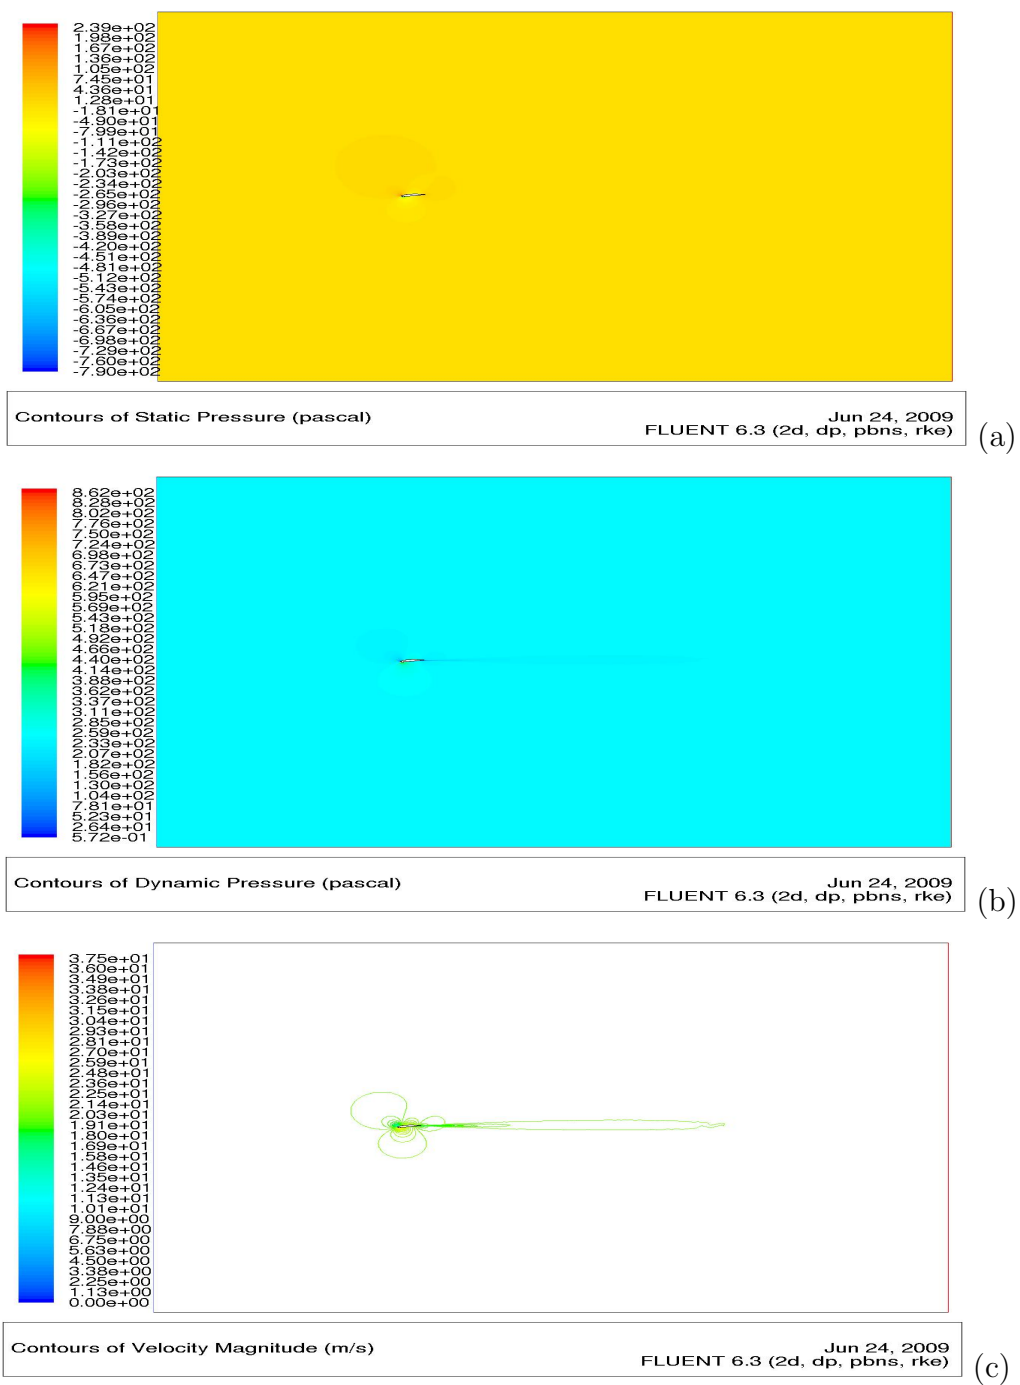 2.39e+02
1.98e+02
1.67e+02
1.36e+02
1.05e+02
7.45e+01
4.36e+01
1.28e+01
-1.81e+01
-4.90e+01
-7.99e+01
-1.11e+02
-1.42e+02
-1.73e+02
-2.03e+02
-2.34e+02
-2.65e+02
-2.96e+02
-3.27e+02
-3.58e+02
-3.89e+02
-4.20e+02
-4.51e+02
-4.81e+02
-5.12e+02
-5.43e+02
-5.74e+02
-6.05e+02
-6.36e+02
-6.67e+02
-6.98e+02
-7.29e+02
-7.60e+02
-7.90e+02
Contours of Static Pressure (pascal)
Jun 24, 2009
FLUENT 6.3 (2d, dp, pbns, rke)
(a)
8.62e+02
8.28e+02
8.02e+02
7.76e+02
7.50e+02
7.24e+02
6.98e+02
6.73e+02
6.47e+02
6.21e+02
5.95e+02
5.69e+02
5.43e+02
5.18e+02
4.92e+02
4.66e+02
4.40e+02
4.14e+02
3.88e+02
3.62e+02
3.37e+02
3.11e+02
2.85e+02
2.59e+02
2.33e+02
2.07e+02
1.82e+02
1.56e+02
1.30e+02
1.04e+02
7.81e+01
5.23e+01
2.64e+01
5.72e-01
Contours of Dynamic Pressure (pascal)
Jun 24, 2009
FLUENT 6.3 (2d, dp, pbns, rke)
(b)
3.75e+01
3.60e+01
3.49e+01
3.38e+01
3.26e+01
3.15e+01
3.04e+01
2.93e+01
2.81e+01
2.70e+01
2.59e+01
2.48e+01
2.36e+01
2.25e+01
2.14e+01
2.03e+01
1.91e+01
1.80e+01
1.69e+01
1.58e+01
1.46e+01
1.35e+01
1.24e+01
1.13e+01
1.01e+01
9.00e+00
7.88e+00
6.75e+00
5.63e+00
4.50e+00
3.38e+00
2.25e+00
1.13e+00
0.00e+00
Contours of Velocity Magnitude (m/s)
Jun 24, 2009
FLUENT 6.3 (2d, dp, pbns, rke)
(c)